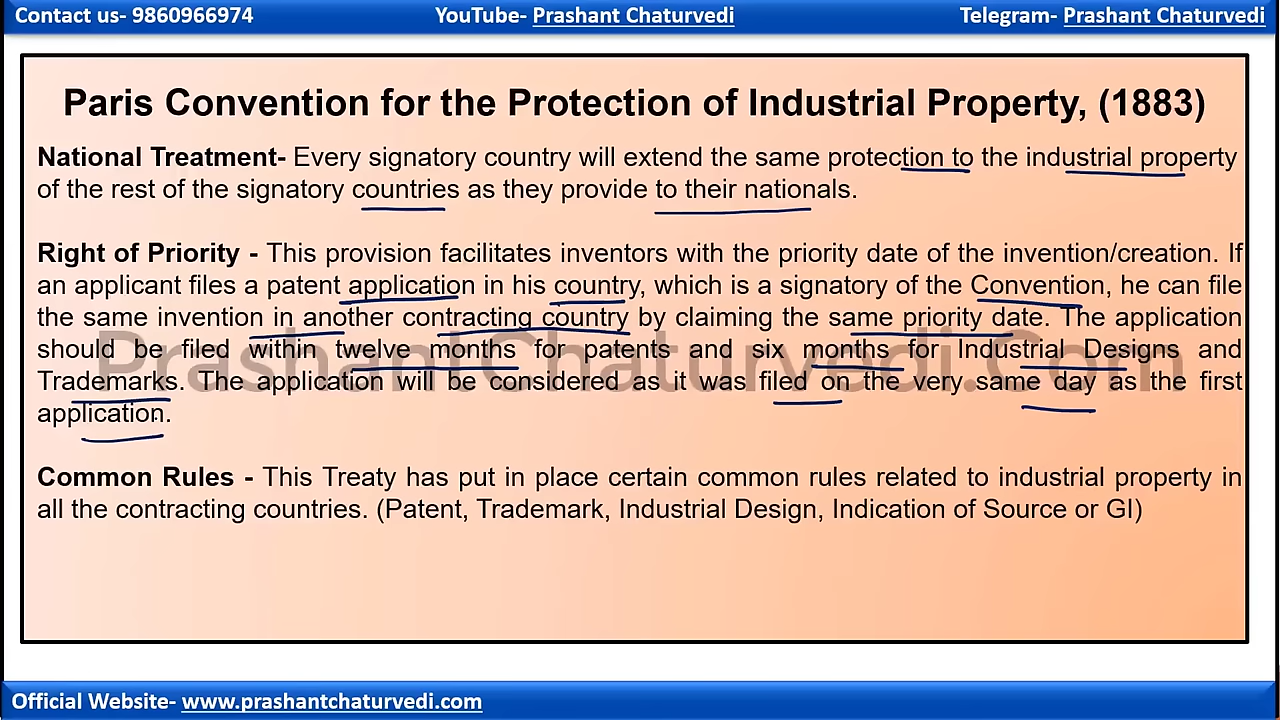 Contact us- 9860966974 YouTube- Prashant Chaturvedi Telegram- Prashant Chaturvedi
Paris Convention for the Protection of Industrial Property, (1883)
National Treatment- Every signatory country will extend the same protection to the industrial property
of the rest of the signatory countries as they provide to their nationals.
Right of Priority - This provision facilitates inventors with the priority date of the invention/creation. If
an applicant files a patent application in his country, which is a signatory of the Convention, he can file
the same invention in another contracting country by claiming the same priority date. The application
should be filed within twelve months for patents and six months for Industrial Designs and
PrashantChaturvedi.Com
Trademarks. The application will be considered as it was filed on the very same day as the first
application.
Common Rules - This Treaty has put in place certain common rules related to industrial property in
all the contracting countries. (Patent, Trademark, Industrial Design, Indication of Source or GI)
Official Website- www.prashantchaturvedi.com